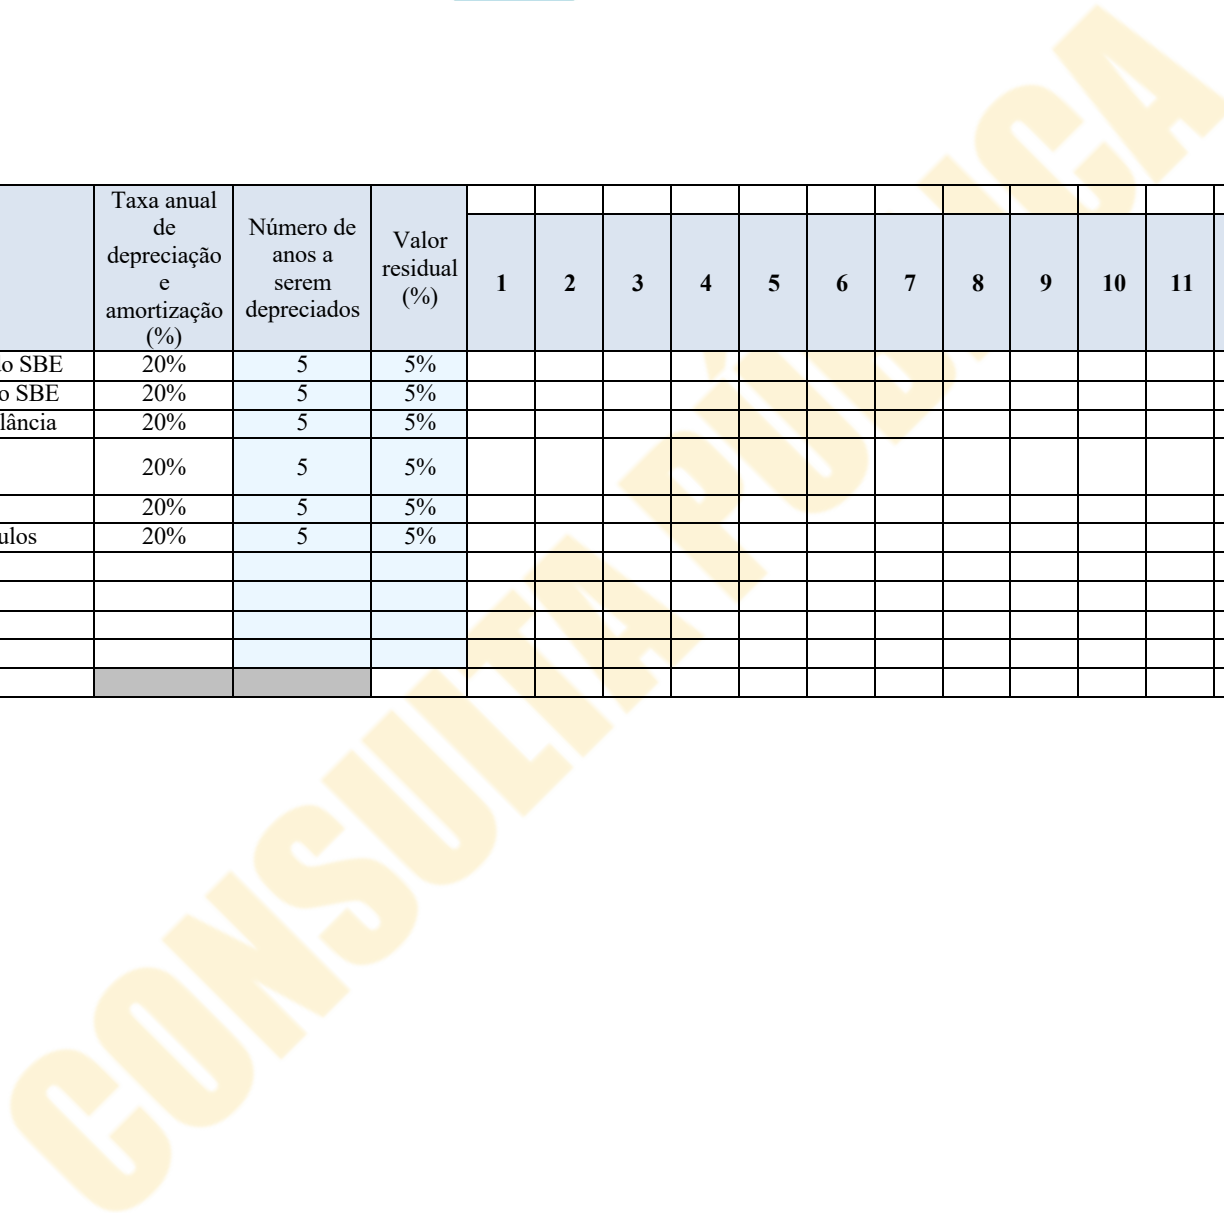 Taxa anual
de
depreciação
e
amortização
(%)
Número de
anos a
serem
depreciados
Valor
residual
(%)
1 2 3 4 5 6 7 8 9 10 11
do SBE 20% 5 5%
o SBE 20% 5 5%
lância 20% 5 5%
20% 5 5%
20% 5 5%
ulos 20% 5 5%
CONSULTA PÚBLICA